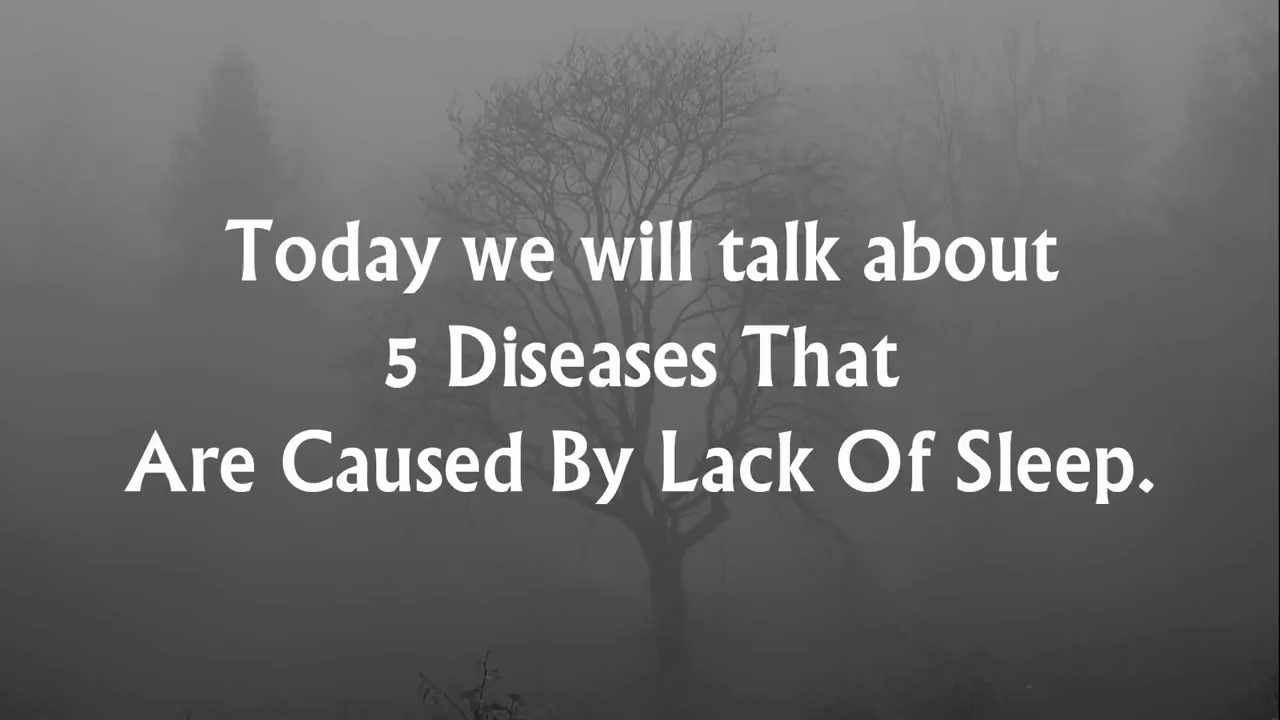 Today we will talk about
5 Diseases That
Are Caused By Lack Of Sleep.